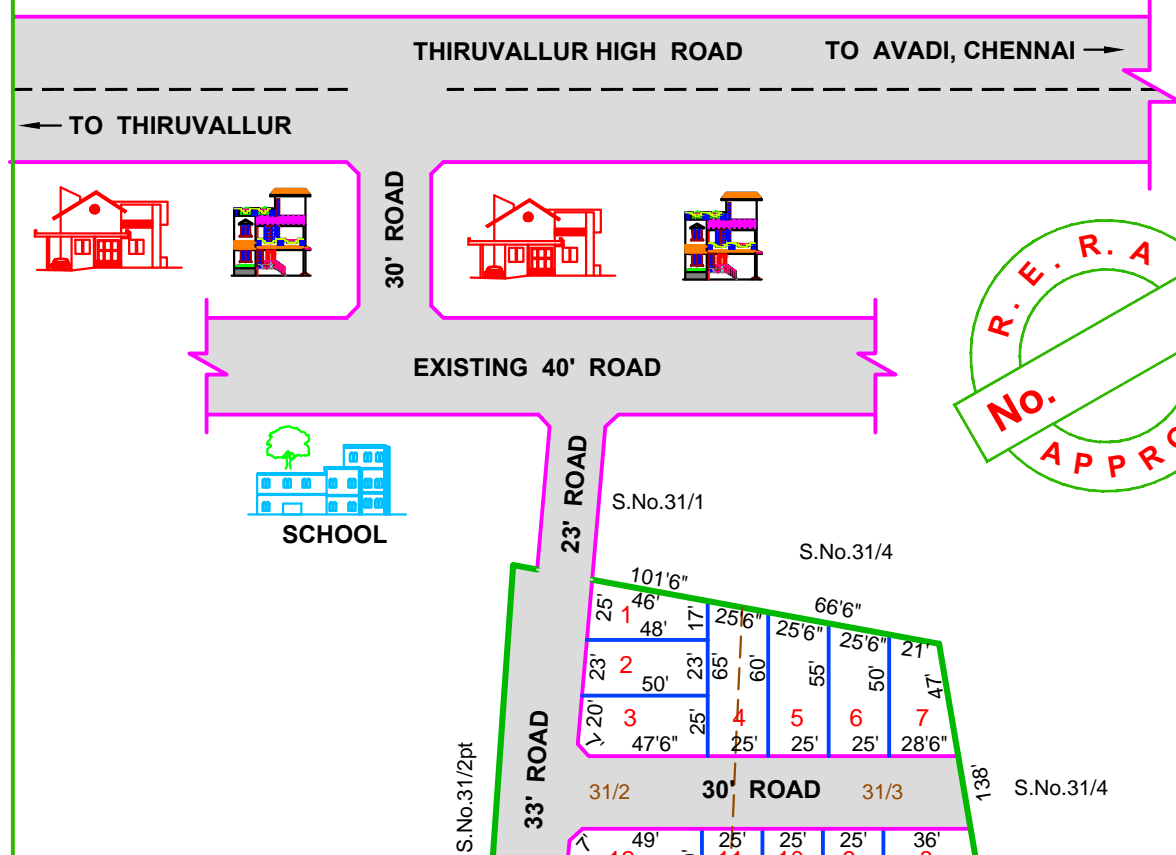 THIRUVALLUR HIGH ROAD
TO AVADI, CHENNAI
TO THIRUVALLUR
30' ROAD
EXISTING 40' ROAD
R. E. R. A
No.
SCHOOL
23' ROAD
S.No.31/1
S.No.31/4
101'6"
66'6"
25'
46'
1
17'
48'
25'6"
25'6"
25'6"
21'
23'
2
23'
50'
65'
60'
55'
50'
47'
20'
3
25'
4
5
6
7
7'
47'6"
25'
25'
25'
28'6"
S.No.31/2pt
33' ROAD
31/2
30' ROAD
31/3
138'
S.No.31/4
7'
49'
25'
25'
25'
36'